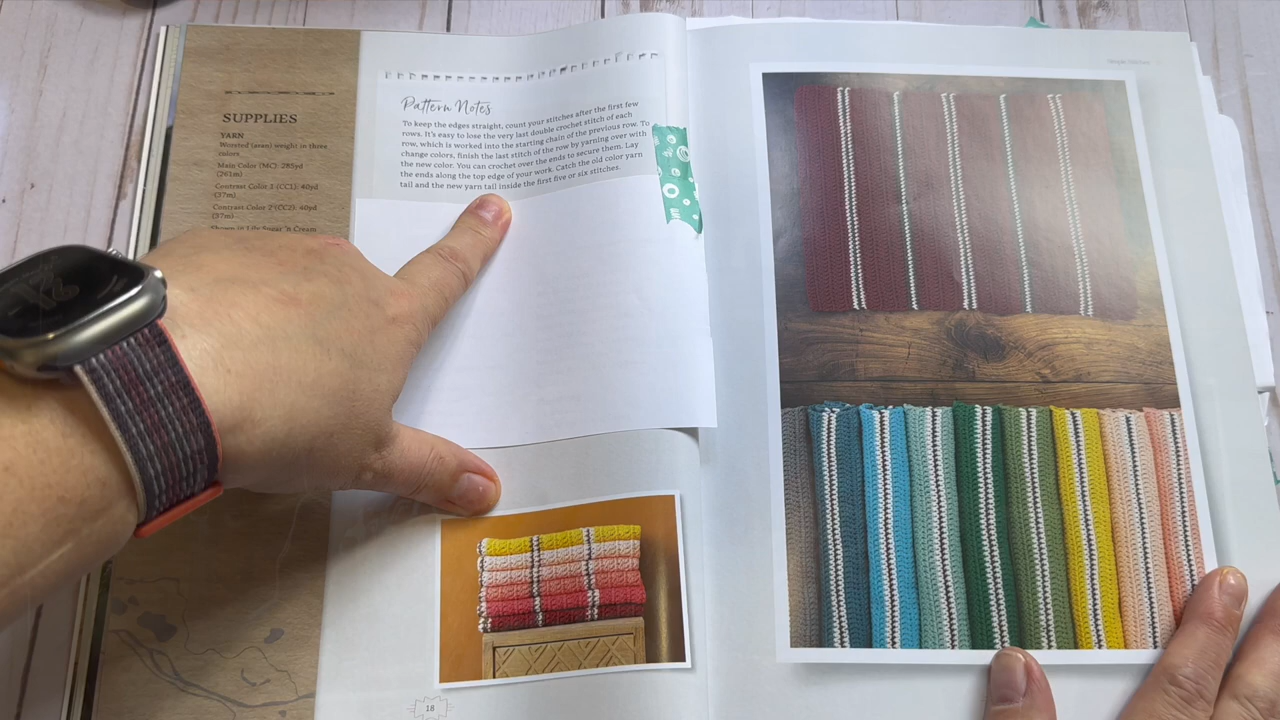 SUPPLIES
YARN
Worsted (aran) weight in three
colors
Main Color (MC): 285yd
(261m)
Contrast Color 1 (CC1): 40yd
(37m)
Contrast Color 2 (CC2): 40yd
(37m)
Shown in Lily Sugar 'n Cream
Pattern Notes
To keep the edges straight, count your stitches after the first few
rows. It's easy to lose the very last double crochet stitch of each
row, which is worked into the starting chain of the previous row. To
change colors, finish the last stitch of the row by yarning over with
the new color. You can crochet over the ends to secure them. Lay
the ends along the top edge of your work. Catch the old color yarn
tail and the new yarn tail inside the first five or six stitches.
18